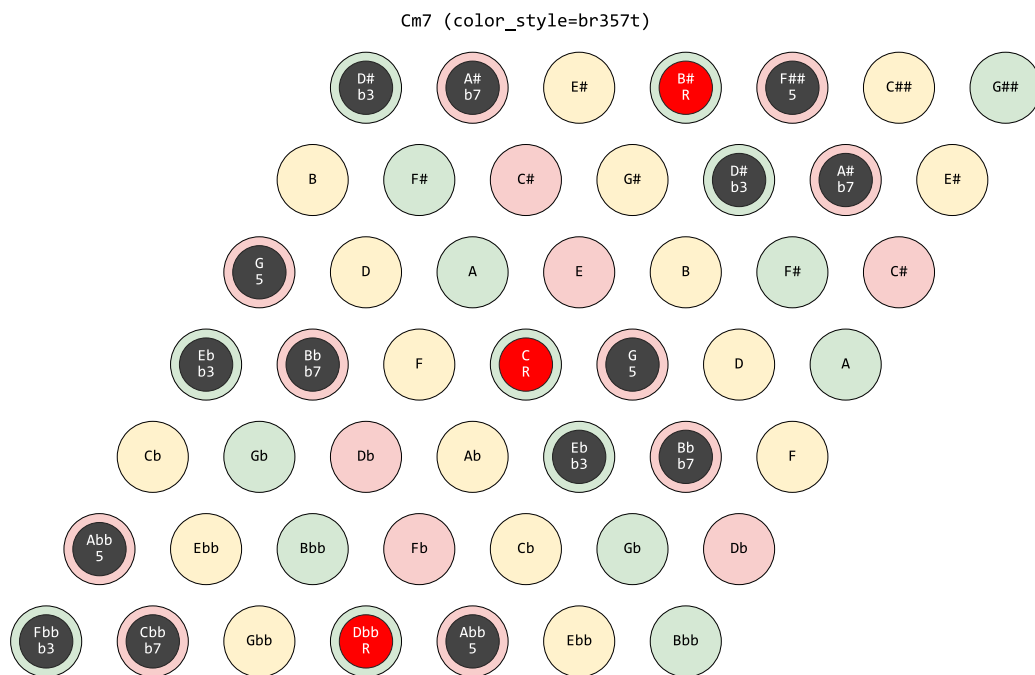 Cm7 (color_style=br357t)
D# A# E# B# F## C## G##
b3 b7 R 5
B F# C# G# D# A# E#
b3 b7
G D A E B F# C#
5
Eb Bb F C G D A
b3 b7 R 5
Cb Gb Db Ab Eb Bb F
b3 b7
Abb Ebb Bbb Fb Cb Gb Db
5
Fbb Cbb Gbb Dbb Abb Ebb Bbb
b3 b7 R 5